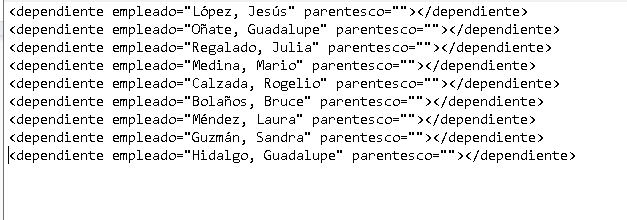 <dependiente empleado="López, Jesús" parentesco=""></dependiente>
<dependiente empleado="Oñate, Guadalupe" parentesco=""></dependiente>
<dependiente empleado="Regalado, Julia" parentesco=""></dependiente>
<dependiente empleado="Medina, Mario" parentesco=""></dependiente>
<dependiente empleado="Calzada, Rogelio" parentesco=""></dependiente>
<dependiente empleado="Bolaños, Bruce" parentesco=""></dependiente>
<dependiente empleado="Méndez, Laura" parentesco=""></dependiente>
<dependiente empleado="Guzmán, Sandra" parentesco=""></dependiente>
<dependiente empleado="Hidalgo, Guadalupe" parentesco=""></dependiente>